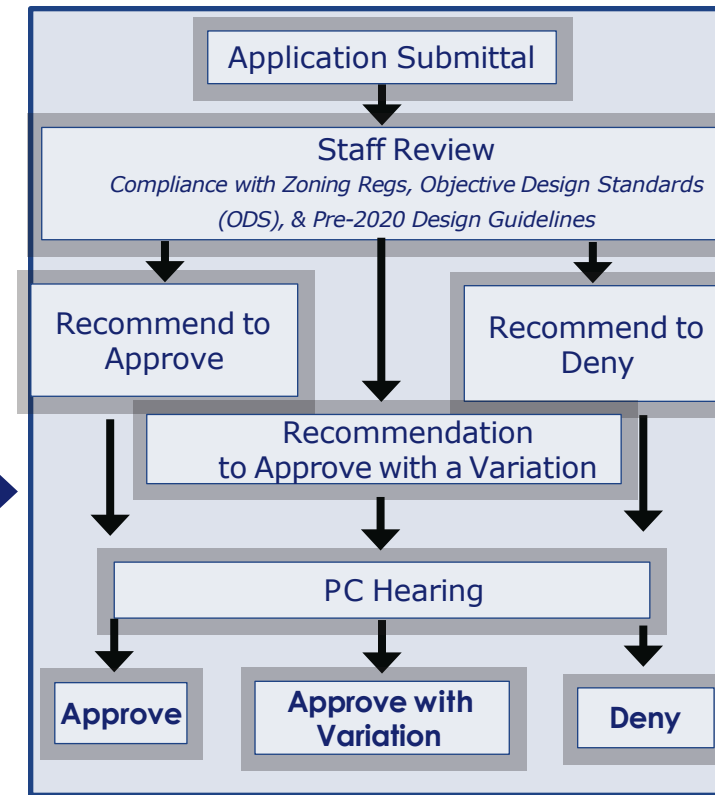 Application Submittal
Staff Review
Compliance with Zoning Regs, Objective Design Standards
(ODS), & Pre-2020 Design Guidelines
Recommend to
Approve
Recommend to
Deny
Recommendation
to Approve with a Variation
PC Hearing
Approve
Approve with
Variation
Deny